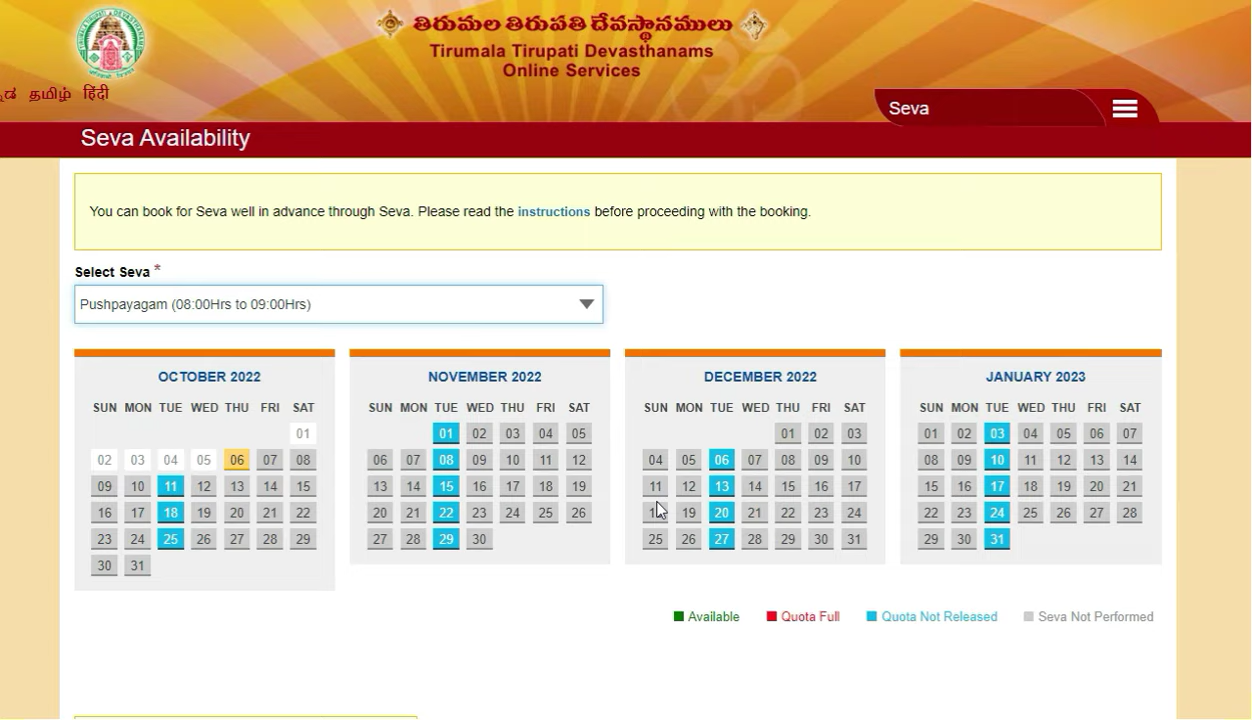 తిరుమల తిరుపతి దేవస్థానములు
Tirumala Tirupati Devasthanams
Online Services
தமிழ் हिंदी
Seva
Seva Availability
You can book for Seva well in advance through Seva. Please read the instructions before proceeding with the booking.
Select Seva *
Pushpayagam (08:00Hrs to 09:00Hrs)
OCTOBER 2022
SUN MON TUE WED THU FRI SAT
01
02 03 04 05 06 07 08
09 10 11 12 13 14 15
16 17 18 19 20 21 22
23 24 25 26 27 28 29
30 31
NOVEMBER 2022
SUN MON TUE WED THU FRI SAT
01 02 03 04 05
06 07 08 09 10 11 12
13 14 15 16 17 18 19
20 21 22 23 24 25 26
27 28 29 30
DECEMBER 2022
SUN MON TUE WED THU FRI SAT
01 02 03
04 05 06 07 08 09 10
11 12 13 14 15 16 17
19 20 21 22 23 24
25 26 27 28 29 30 31
JANUARY 2023
SUN MON TUE WED THU FRI SAT
01 02 03 04 05 06 07
08 09 10 11 12 13 14
15 16 17 18 19 20 21
22 23 24 25 26 27 28
29 30 31
Available Quota Full Quota Not Released Seva Not Performed